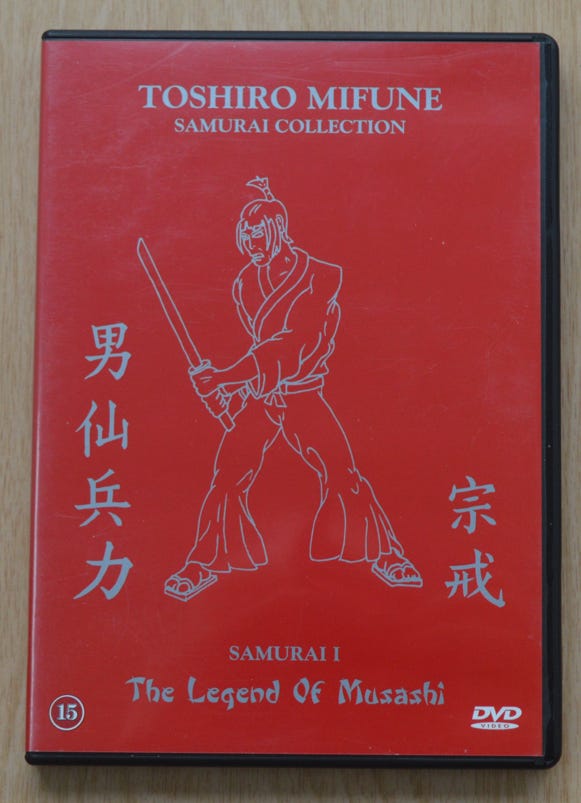 TOSHIRO MIFUNE
SAMURAI COLLECTION
男仙兵力
宗戒
SAMURAI I
The Legend Of Musashi
15
DVD
VIDEO